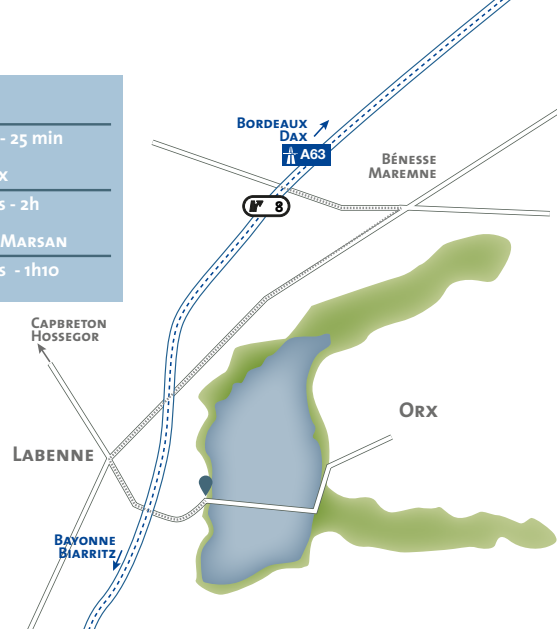 - 25 min
x
s - 2h
Marsan
s - 1h10
Bordeaux
Dax
A63
8
Bénesse
Maremne
Capbreton
Hossegor
Orx
Labenne
Bayonne
Biarritz